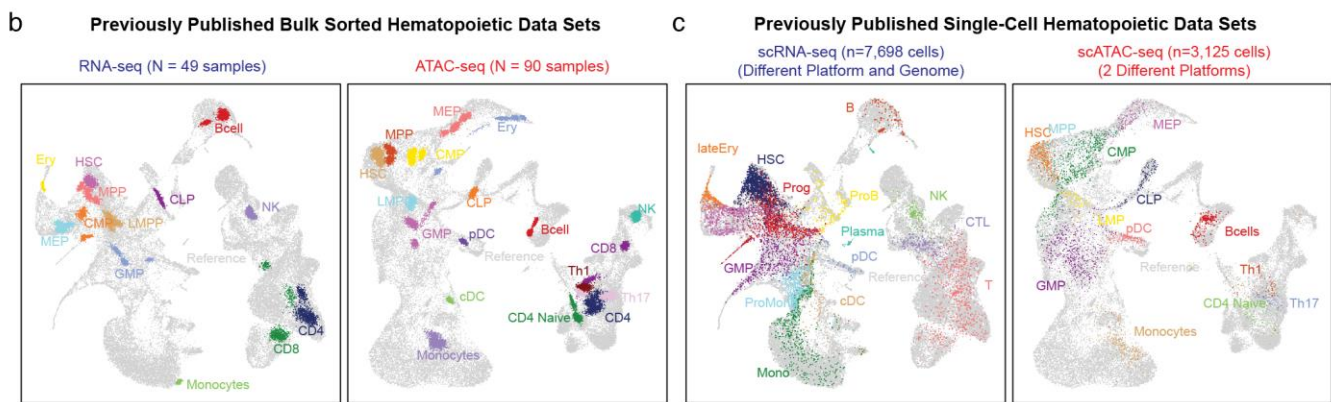 b
Previously Published Bulk Sorted Hematopoietic Data Sets
RNA-seq (N = 49 samples)
ATAC-seq (N = 90 samples)
Bcell
Ery
HSC
MPP
CLP
CMP
LMPP
MEP
GMP
NK
Reference
CD4
CD8
Monocytes
MEP
Ery
MPP
CMP
HSC
LMPP
CLP
GMP
pDC
Bcell
NK
CD8
Reference
Th1
Th17
cDC
CD4 Naive
CD4
Monocytes
c
Previously Published Single-Cell Hematopoietic Data Sets
scRNA-seq (n=7,698 cells)
(Different Platform and Genome)
scATAC-seq (n=3,125 cells)
(2 Different Platforms)
B
lateEry
HSC
Prog
ProB
NK
Plasma
CTL
pDC
GMP
Reference
T
ProMono
cDC
Mono
HSC
MPP
MEP
CMP
CLP
LMP
pDC
Bcells
Reference
GMP
Th1
CD4 Naive
Th17
Monocytes